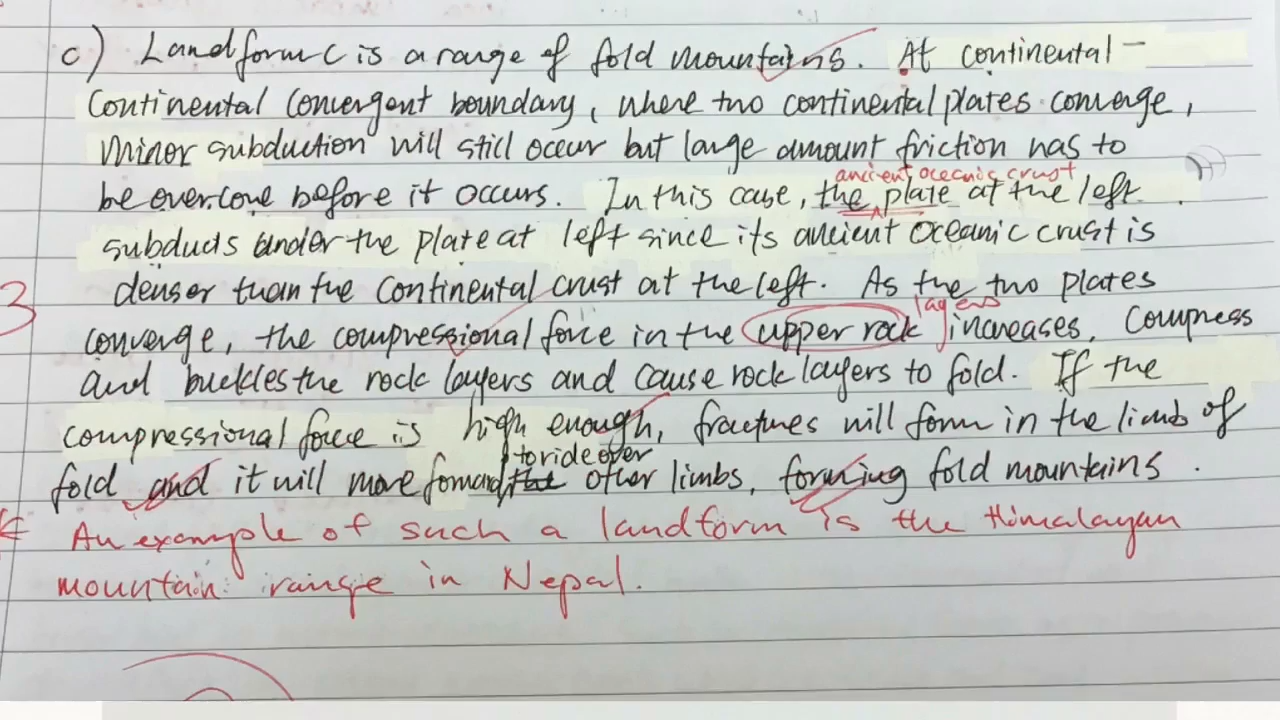 c) Landform C is a range of fold mountains. At continental -
continental convergent boundary, where two continental plates converge,
minor subduction will still occur but large amount friction has to
ancient oceanic crust
be overcome before it occurs. In this case, the plate at the left
subducts under the plate at left since its ancient oceanic crust is
denser than the continental crust at the left. As the two plates
layers
3
converge, the compressional force in the upper rock increases. Compress
and buckles the rock layers and cause rock layers to fold. If the
compressional force is high enough, fractures will form in the limb of
to ride over
fold and it will move forward the other limbs, forming fold mountains.
An example of such a landform is the Himalayan
mountain range in Nepal.